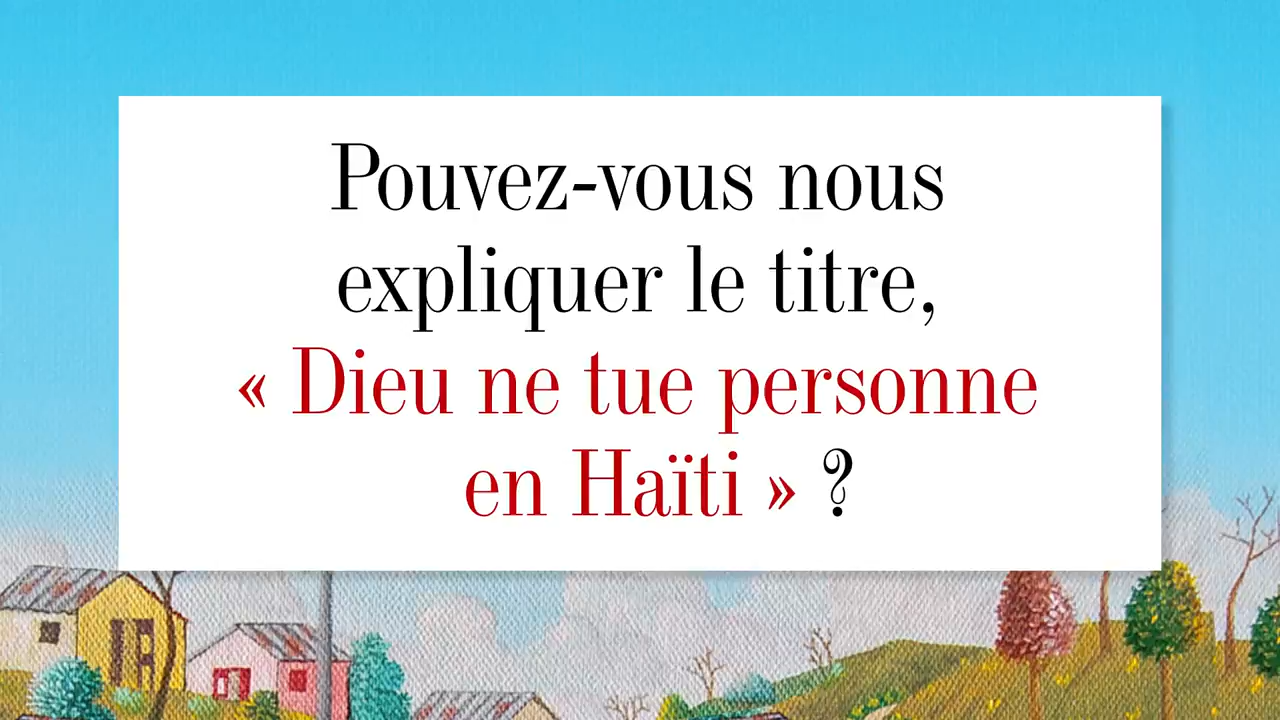 Pouvez-vous nous
expliquer le titre,
« Dieu ne tue personne
en Haïti » ?